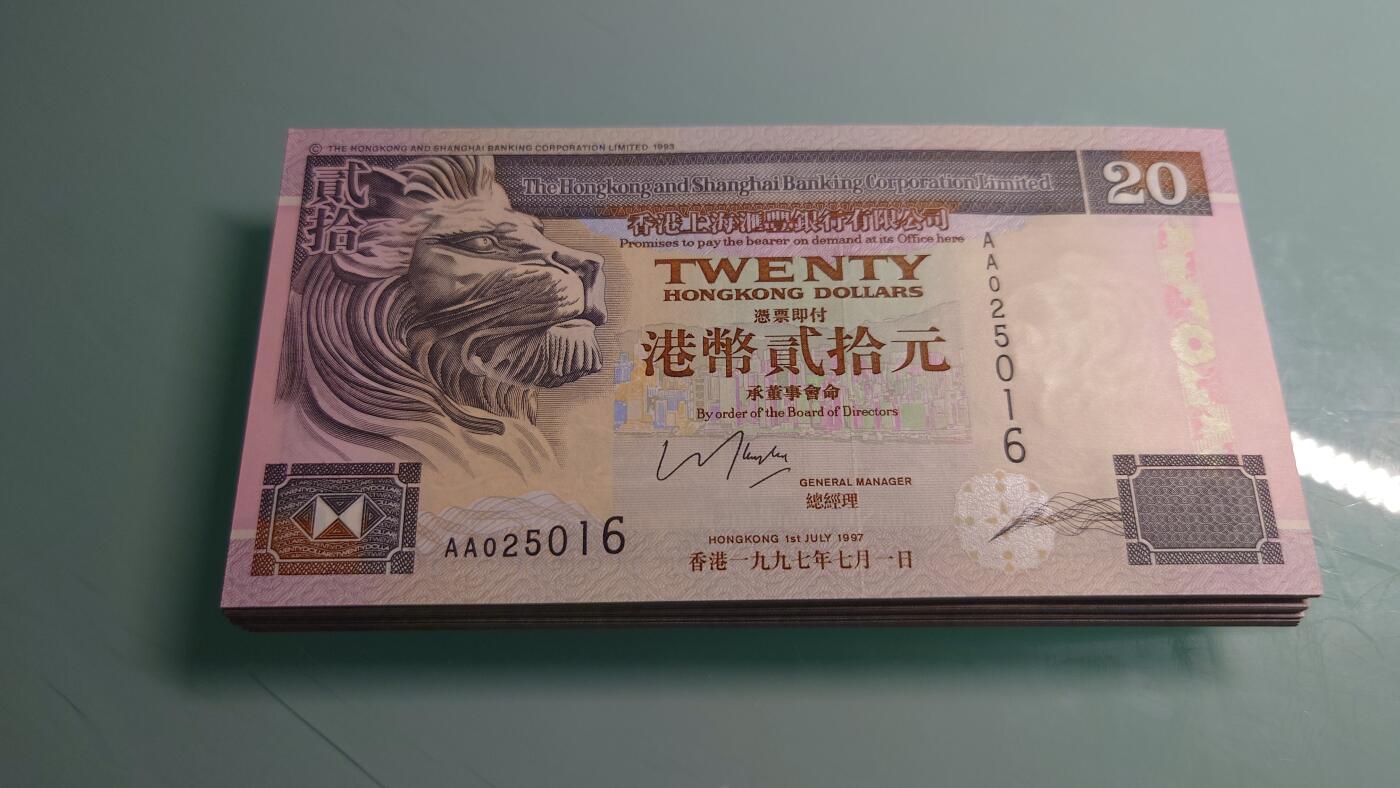 © THE HONGKONG AND SHANGHAI BANKING CORPORATION LIMITED 1993
貳拾
The Hongkong and Shanghai Banking Corporation Limited
20
香港上海滙豐銀行有限公司
Promises to pay the bearer on demand at its Office here
TWENTY
HONGKONG DOLLARS
憑票即付
港幣貳拾元
承董事會命
By order of the Board of Directors
AA025016
GENERAL MANAGER
總經理
AA025016
HONGKONG 1st JULY 1997
香港一九九七年七月一日